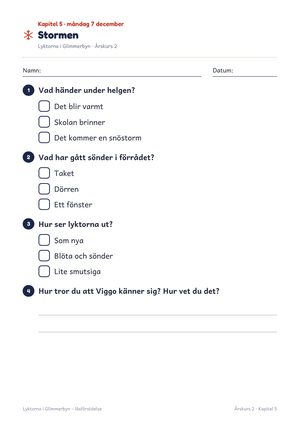 Kapitel 5 · måndag 7 december
Stormen
Lyktorna i Glimmerbyn · Årskurs 2
Namn:
Datum:
1 Vad händer under helgen?
Det blir varmt
Skolan brinner
Det kommer en snöstorm
2 Vad har gått sönder i förrådet?
Taket
Dörren
Ett fönster
3 Hur ser lyktorna ut?
Som nya
Blöta och sönder
Lite smutsiga
4 Hur tror du att Viggo känner sig? Hur vet du det?
Lyktorna i Glimmerbyn – läsförståelse
Årskurs 2 · Kapitel 5